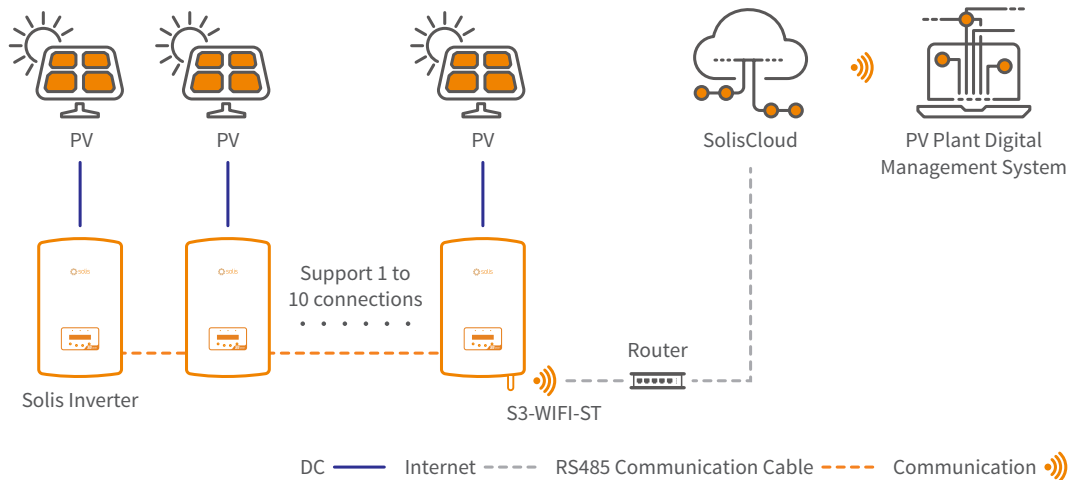 PV
PV
PV
SolisCloud
PV Plant Digital
Management System
solis
solis
solis
Support 1 to
10 connections
Router
Solis Inverter
S3-WIFI-ST
DC
Internet
RS485 Communication Cable
Communication